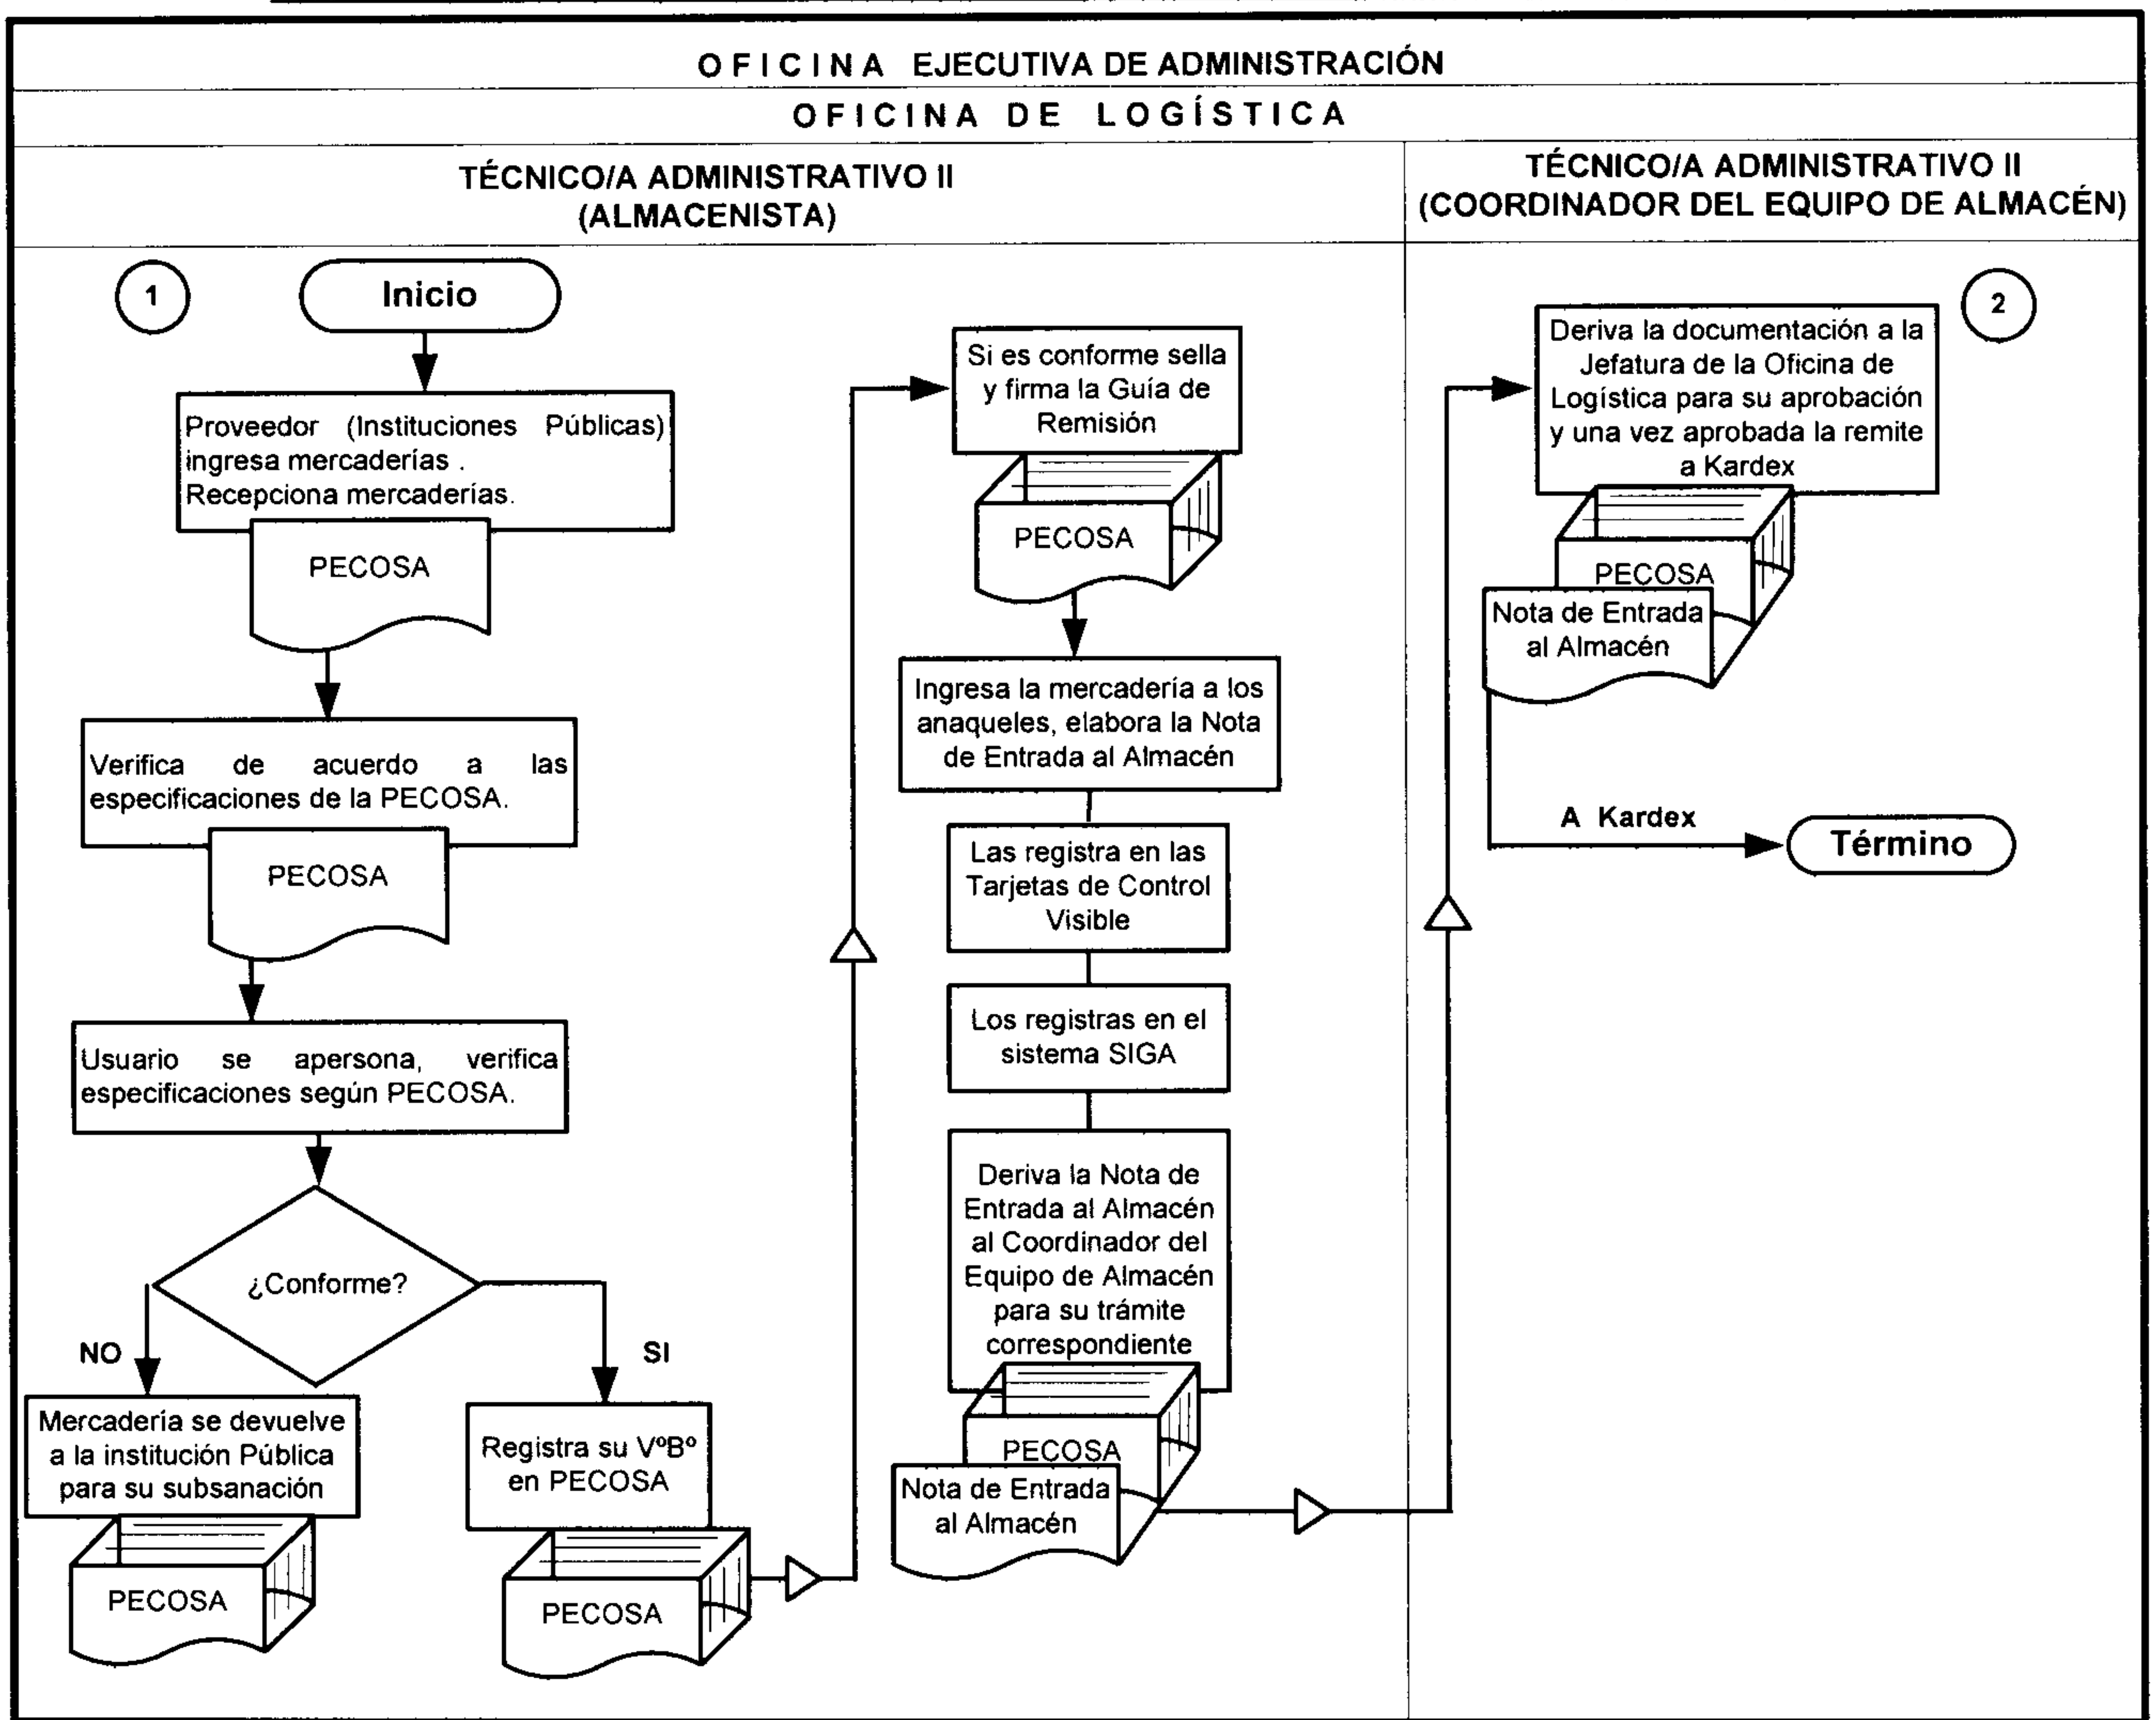 OFICINA EJECUTIVA DE ADMINISTRACIÓN
OFICINA DE LOGÍSTICA
TÉCNICO/A ADMINISTRATIVO II
(ALMACENISTA)
TÉCNICO/A ADMINISTRATIVO II
(COORDINADOR DEL EQUIPO DE ALMACÉN)
1
Inicio
Proveedor (Instituciones Públicas)
ingresa mercaderías .
Recepciona mercaderías.
PECOSA
Verifica de acuerdo a las
especificaciones de la PECOSA.
PECOSA
Usuario se apersona, verifica
especificaciones según PECOSA.
¿Conforme?
NO
SI
Mercadería se devuelve
a la institución Pública
para su subsanación
PECOSA
Registra su VºBº
en PECOSA
PECOSA
Si es conforme sella
y firma la Guía de
Remisión
PECOSA
Ingresa la mercadería a los
anaqueles, elabora la Nota
de Entrada al Almacén
Las registra en las
Tarjetas de Control
Visible
Los registras en el
sistema SIGA
Deriva la Nota de
Entrada al Almacén
al Coordinador del
Equipo de Almacén
para su trámite
correspondiente
PECOSA
Nota de Entrada
al Almacén
2
Deriva la documentación a la
Jefatura de la Oficina de
Logística para su aprobación
y una vez aprobada la remite
a Kardex
PECOSA
Nota de Entrada
al Almacén
A Kardex
Término